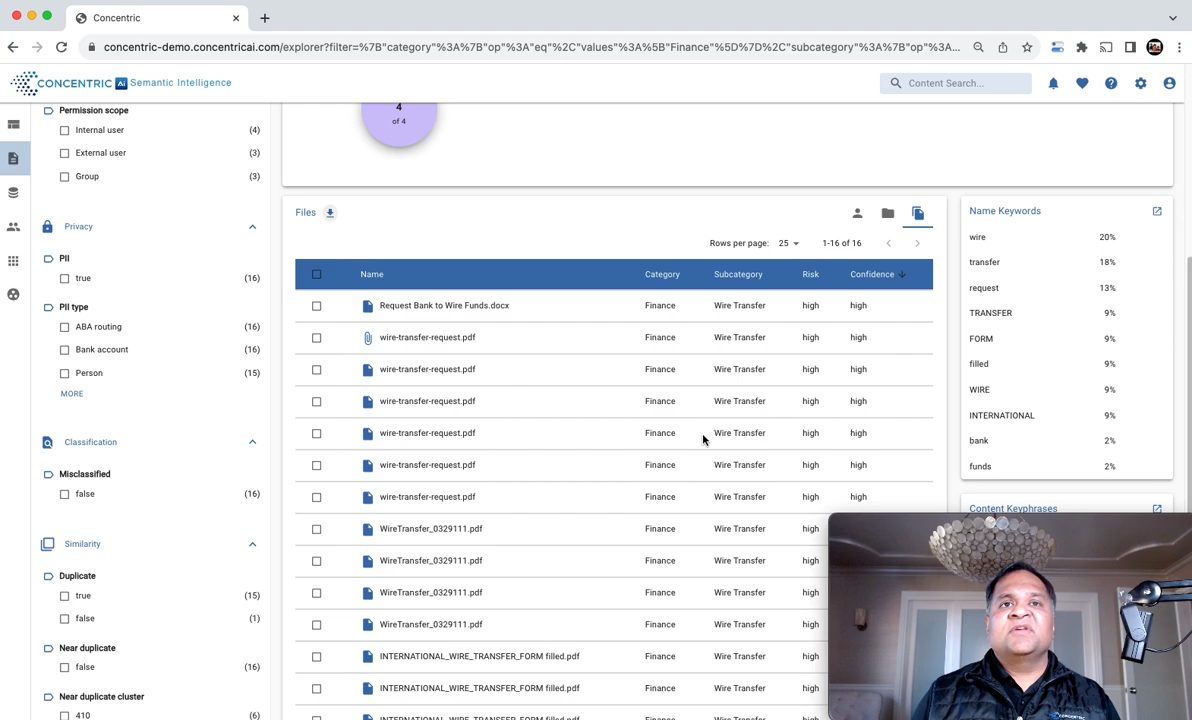 Concentric
concentric-demo.concentricai.com/explorer?filter=%7B"category"%3A%7B"op"%3A"eq"%2C"values"%3A%5B"Finance"%5D%7D%2C"subcategory"%3A%7B"op"%3A...
CONCENTRIC Ai Semantic Intelligence
Content Search...
Permission scope
Internal user (4)
External user (3)
Group (3)
Privacy
PII
true (16)
PII type
ABA routing (16)
Bank account (16)
Person (15)
MORE
Classification
Misclassified
false (16)
Similarity
Duplicate
true (15)
false (1)
Near duplicate
false (16)
Near duplicate cluster
410 (6)
4
of 4
Files
Rows per page: 25 1-16 of 16
Name Category Subcategory Risk Confidence
Request Bank to Wire Funds.docx Finance Wire Transfer high high
wire-transfer-request.pdf Finance Wire Transfer high high
wire-transfer-request.pdf Finance Wire Transfer high high
wire-transfer-request.pdf Finance Wire Transfer high high
wire-transfer-request.pdf Finance Wire Transfer high high
wire-transfer-request.pdf Finance Wire Transfer high high
wire-transfer-request.pdf Finance Wire Transfer high high
WireTransfer_0329111.pdf Finance Wire Transfer high
WireTransfer_0329111.pdf Finance Wire Transfer high
WireTransfer_0329111.pdf Finance Wire Transfer high
WireTransfer_0329111.pdf Finance Wire Transfer high
INTERNATIONAL_WIRE_TRANSFER_FORM filled.pdf Finance Wire Transfer high
INTERNATIONAL_WIRE_TRANSFER_FORM filled.pdf Finance Wire Transfer high
INTERNATIONAL_WIRE_TRANSFER_FORM filled.pdf Finance Wire Transfer high
Name Keywords
wire 20%
transfer 18%
request 13%
TRANSFER 9%
FORM 9%
filled 9%
WIRE 9%
INTERNATIONAL 9%
bank 2%
funds 2%
Content Keyphrases
CONCENTRIC